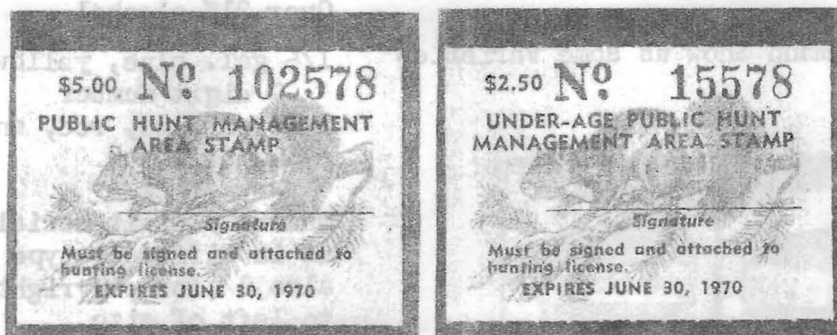 $5.00 Nº 102578
PUBLIC HUNT MANAGEMENT
AREA STAMP
Signature
Must be signed and attached to
hunting license.
EXPIRES JUNE 30, 1970
$2.50 Nº 15578
UNDER-AGE PUBLIC HUNT
MANAGEMENT AREA STAMP
Signature
Must be signed and attached to
hunting license.
EXPIRES JUNE 30, 1970